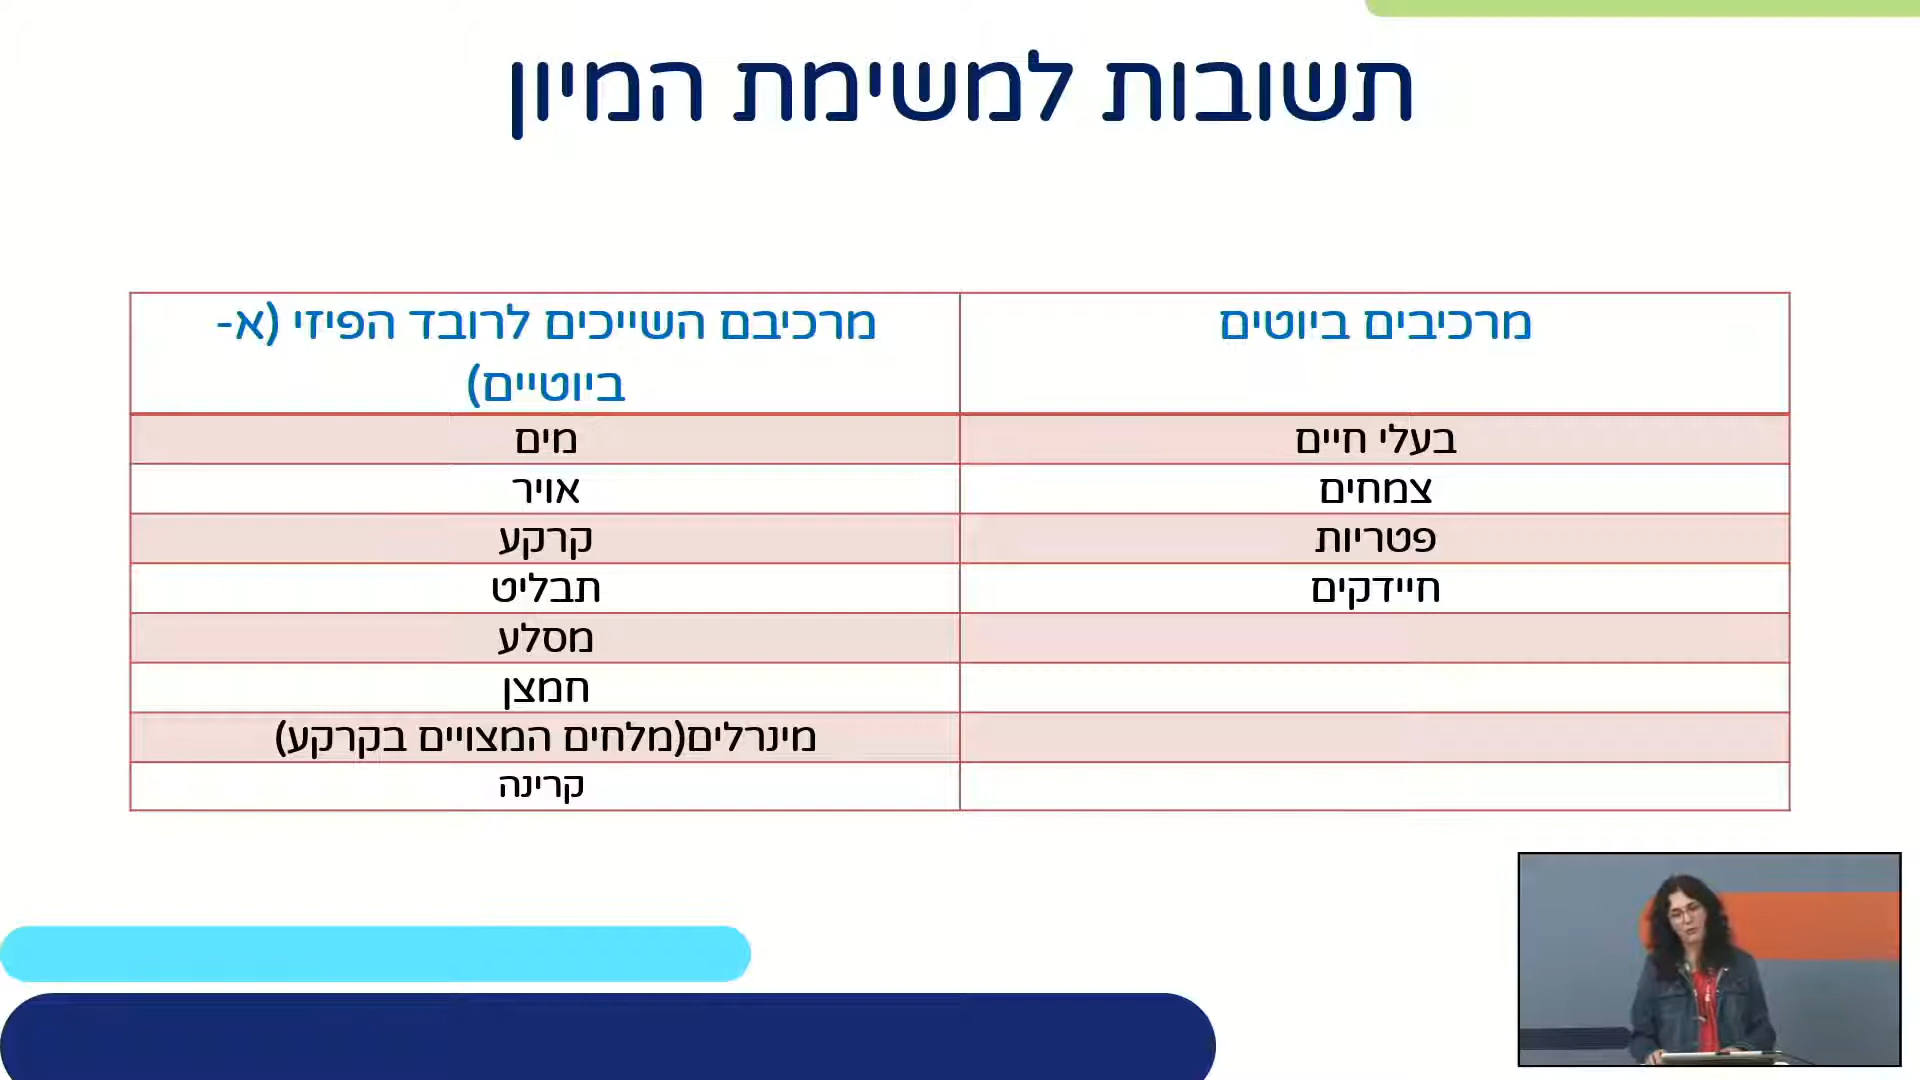 תשובות למשימת המיון
מרכיבים ביוטים
מרכיבם השייכים לרובד הפיזי (א-
ביוטיים)
בעלי חיים
מים
צמחים
אויר
פטריות
קרקע
חיידקים
תבליט
מסלע
חמצן
מינרלים(מלחים המצויים בקרקע)
קרינה